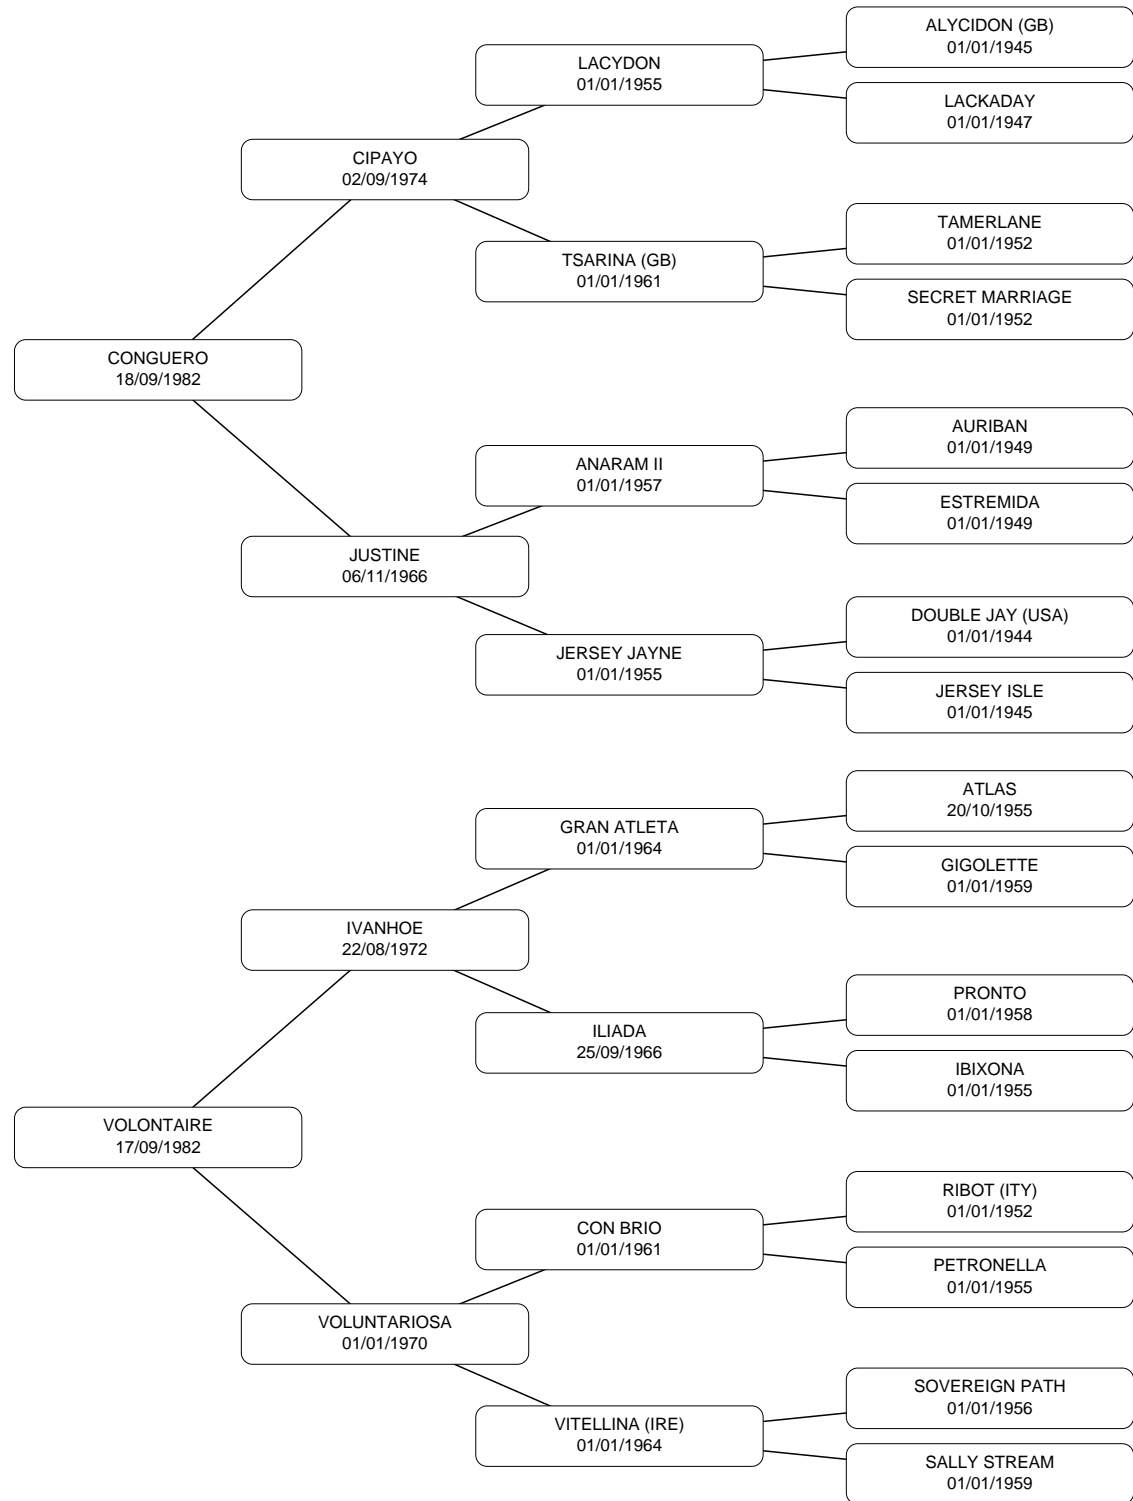 ALYCIDON (GB)
01/01/1945
LACYDON
01/01/1955
LACKADAY
01/01/1947
CIPAYO
02/09/1974
TAMERLANE
01/01/1952
TSARINA (GB)
01/01/1961
SECRET MARRIAGE
01/01/1952
CONGUERO
18/09/1982
AURIBAN
01/01/1949
ANARAM II
01/01/1957
ESTREMIDA
01/01/1949
JUSTINE
06/11/1966
DOUBLE JAY (USA)
01/01/1944
JERSEY JAYNE
01/01/1955
JERSEY ISLE
01/01/1945
ATLAS
20/10/1955
GRAN ATLETA
01/01/1964
GIGOLETTE
01/01/1959
IVANHOE
22/08/1972
PRONTO
01/01/1958
ILIADA
25/09/1966
IBIXONA
01/01/1955
VOLONTAIRE
17/09/1982
RIBOT (ITY)
01/01/1952
CON BRIO
01/01/1961
PETRONELLA
01/01/1955
VOLUNTARIOSA
01/01/1970
SOVEREIGN PATH
01/01/1956
VITELLINA (IRE)
01/01/1964
SALLY STREAM
01/01/1959